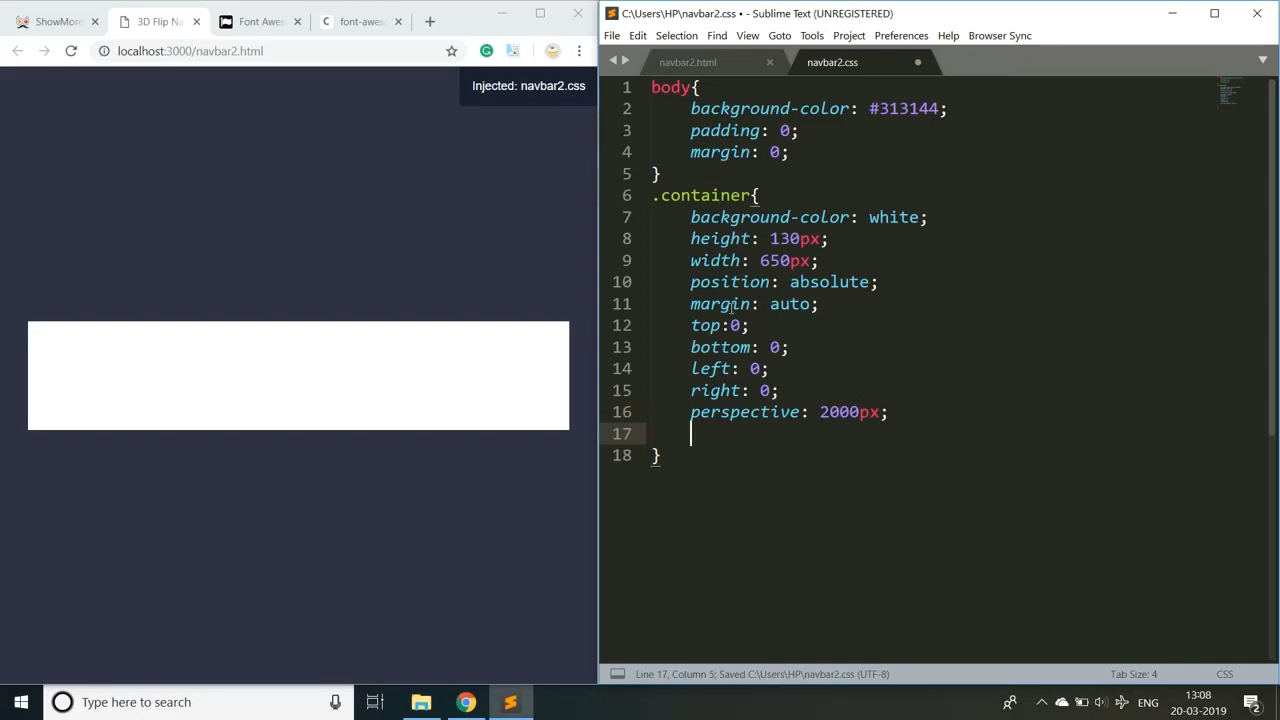 ShowMore
3D Flip Na
Font Awes
font-awes
localhost:3000/navbar2.html
Injected: navbar2.css
C:\Users\HP\navbar2.css • - Sublime Text (UNREGISTERED)
File Edit Selection Find View Goto Tools Project Preferences Help Browser Sync
navbar2.html
navbar2.css
1 body{
2 background-color: #313144;
3 padding: 0;
4 margin: 0;
5 }
6 .container{
7 background-color: white;
8 height: 130px;
9 width: 650px;
10 position: absolute;
11 margin: auto;
12 top:0;
13 bottom: 0;
14 left: 0;
15 right: 0;
16 perspective: 2000px;
17
18 }
Line 17, Column 5; Saved C:\Users\HP\navbar2.css (UTF-8)
Tab Size: 4
CSS
Type here to search
ENG
13:08
20-03-2019
2